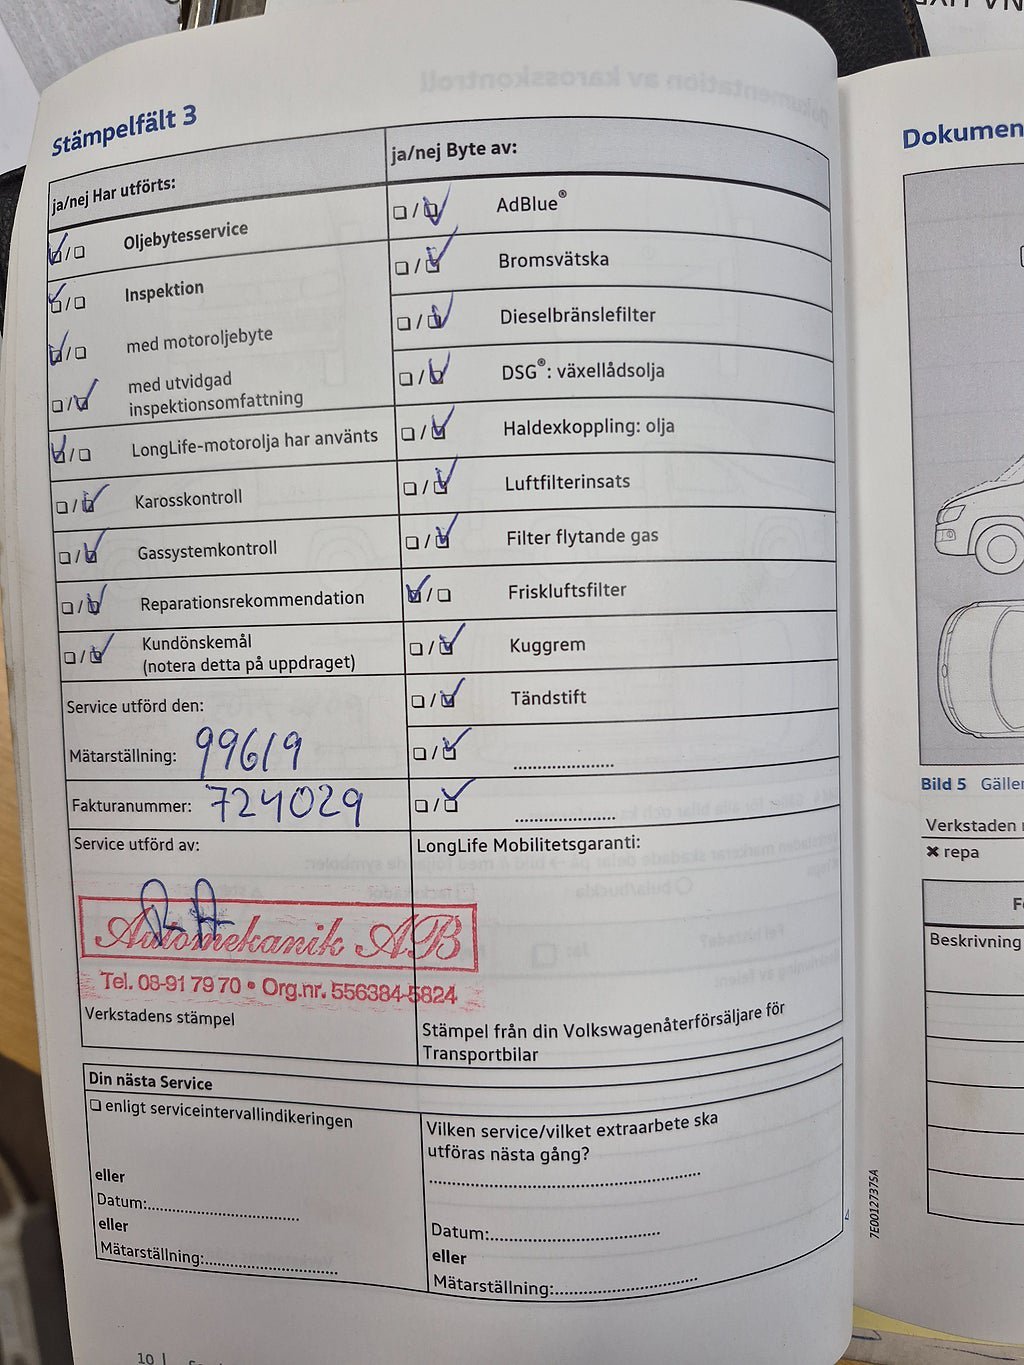 Stämpelfält 3
ja/nej Har utförts:
Oljebytesservice
Inspektion
med motoroljebyte
med utvidgad
inspektionsomfattning
LongLife-motorolja har använts
Karosskontroll
Gassystemkontroll
Reparationsrekommendation
Kundönskemål
(notera detta på uppdraget)
Service utförd den:
Mätarställning: 99619
Fakturanummer: 724029
Service utförd av:
Automekanik AB
Tel. 08-91 79 70 • Org.nr. 556384-5824
Verkstadens stämpel
ja/nej Byte av:
AdBlue®
Bromsvätska
Dieselbränslefilter
DSG®: växellådsolja
Haldexkoppling: olja
Luftfilterinsats
Filter flytande gas
Friskluftsfilter
Kuggrem
Tändstift
LongLife Mobilitetsgaranti:
Stämpel från din Volkswagenåterförsäljare för
Transportbilar
Din nästa Service
enligt serviceintervallindikeringen
eller
Datum:
eller
Mätarställning:
Vilken service/vilket extraarbete ska
utföras nästa gång?
Datum:
eller
Mätarställning:
10
7E0012737SA
Dokumen
Bild 5 Gäller
Verkstaden
✖ repa
Beskrivning